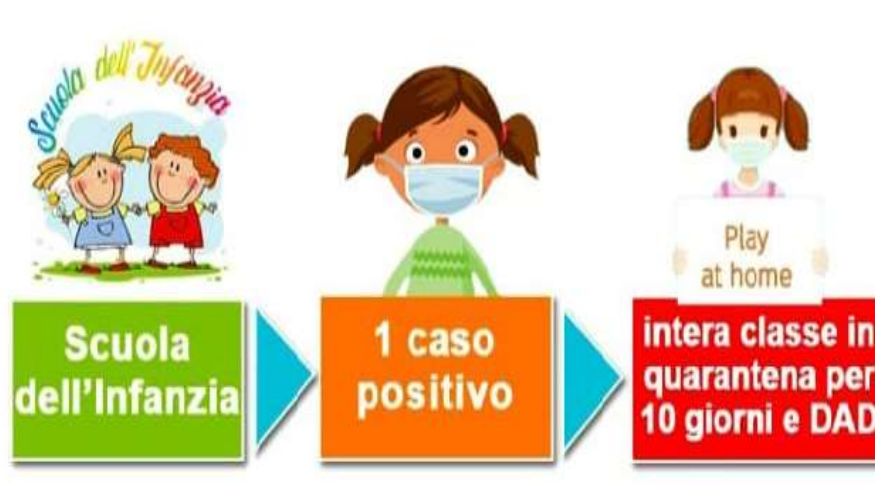 Scuola dell'Infanzia
Play
at home
Scuola
dell'Infanzia
1 caso
positivo
intera classe in
quarantena per
10 giorni e DAD